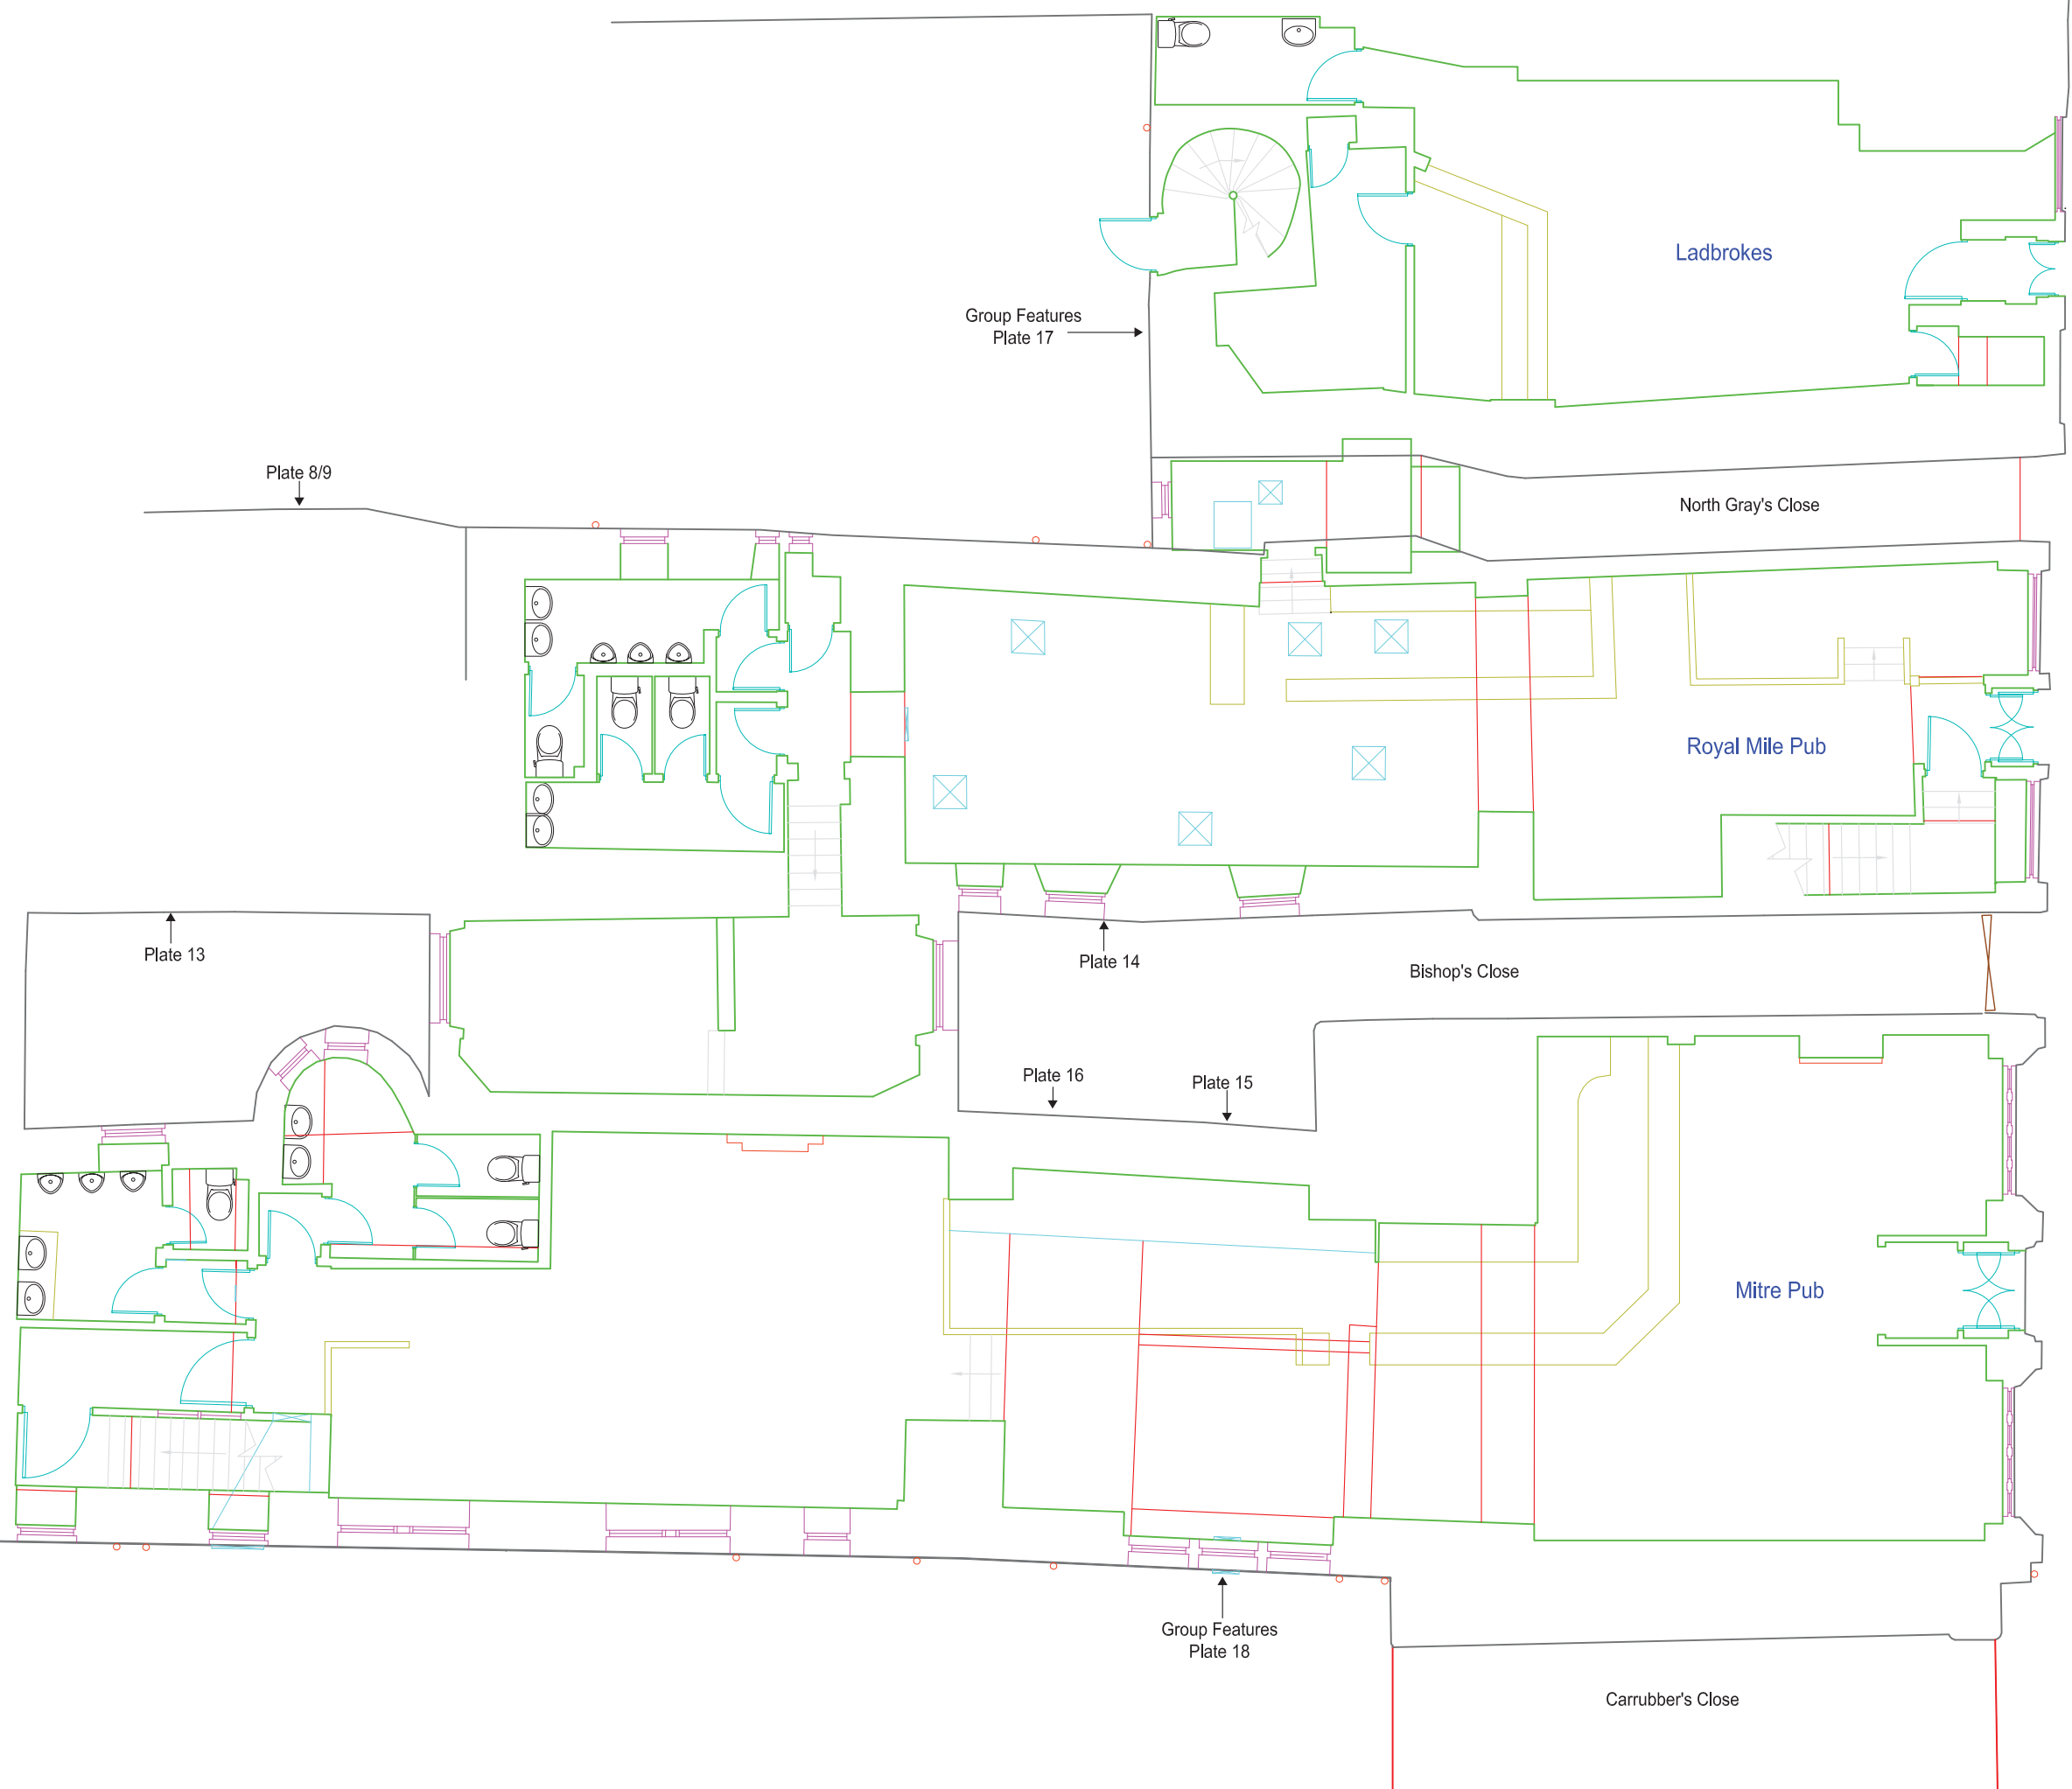 Ladbrokes
Group Features
Plate 17
Plate 8/9
North Gray's Close
Royal Mile Pub
Plate 13
Plate 14
Bishop's Close
Plate 16
Plate 15
Mitre Pub
Group Features
Plate 18
Carrubber's Close